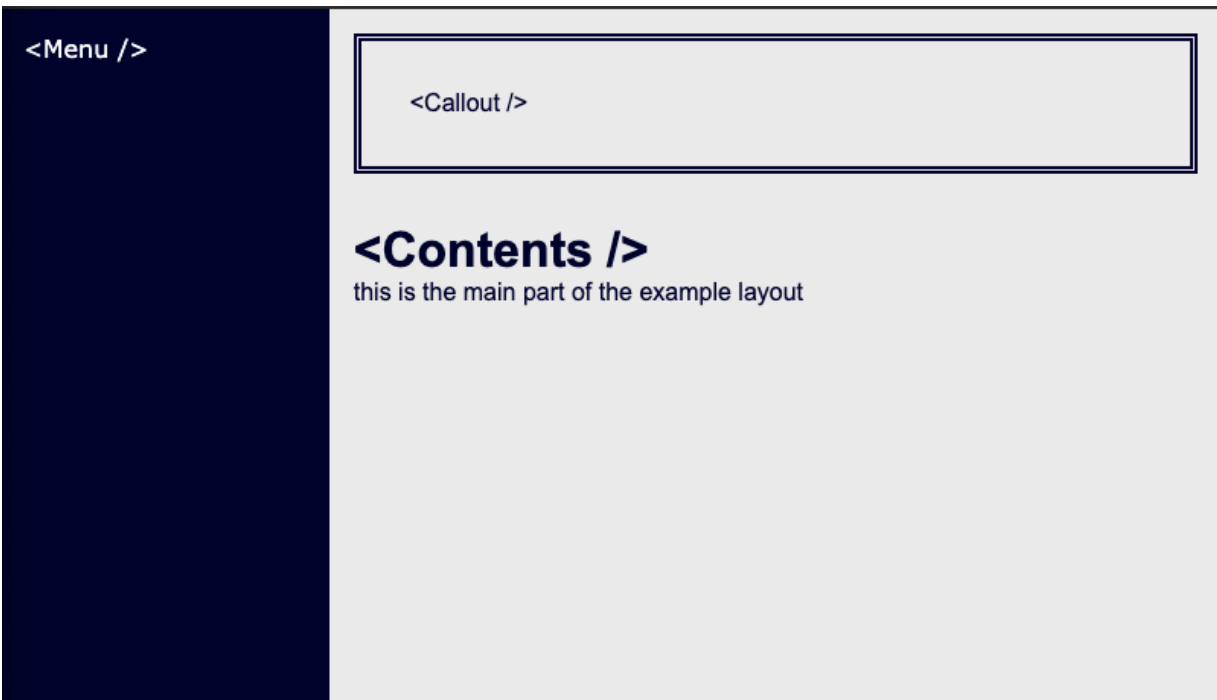 <Menu />
<Callout />
<Contents />
this is the main part of the example layout